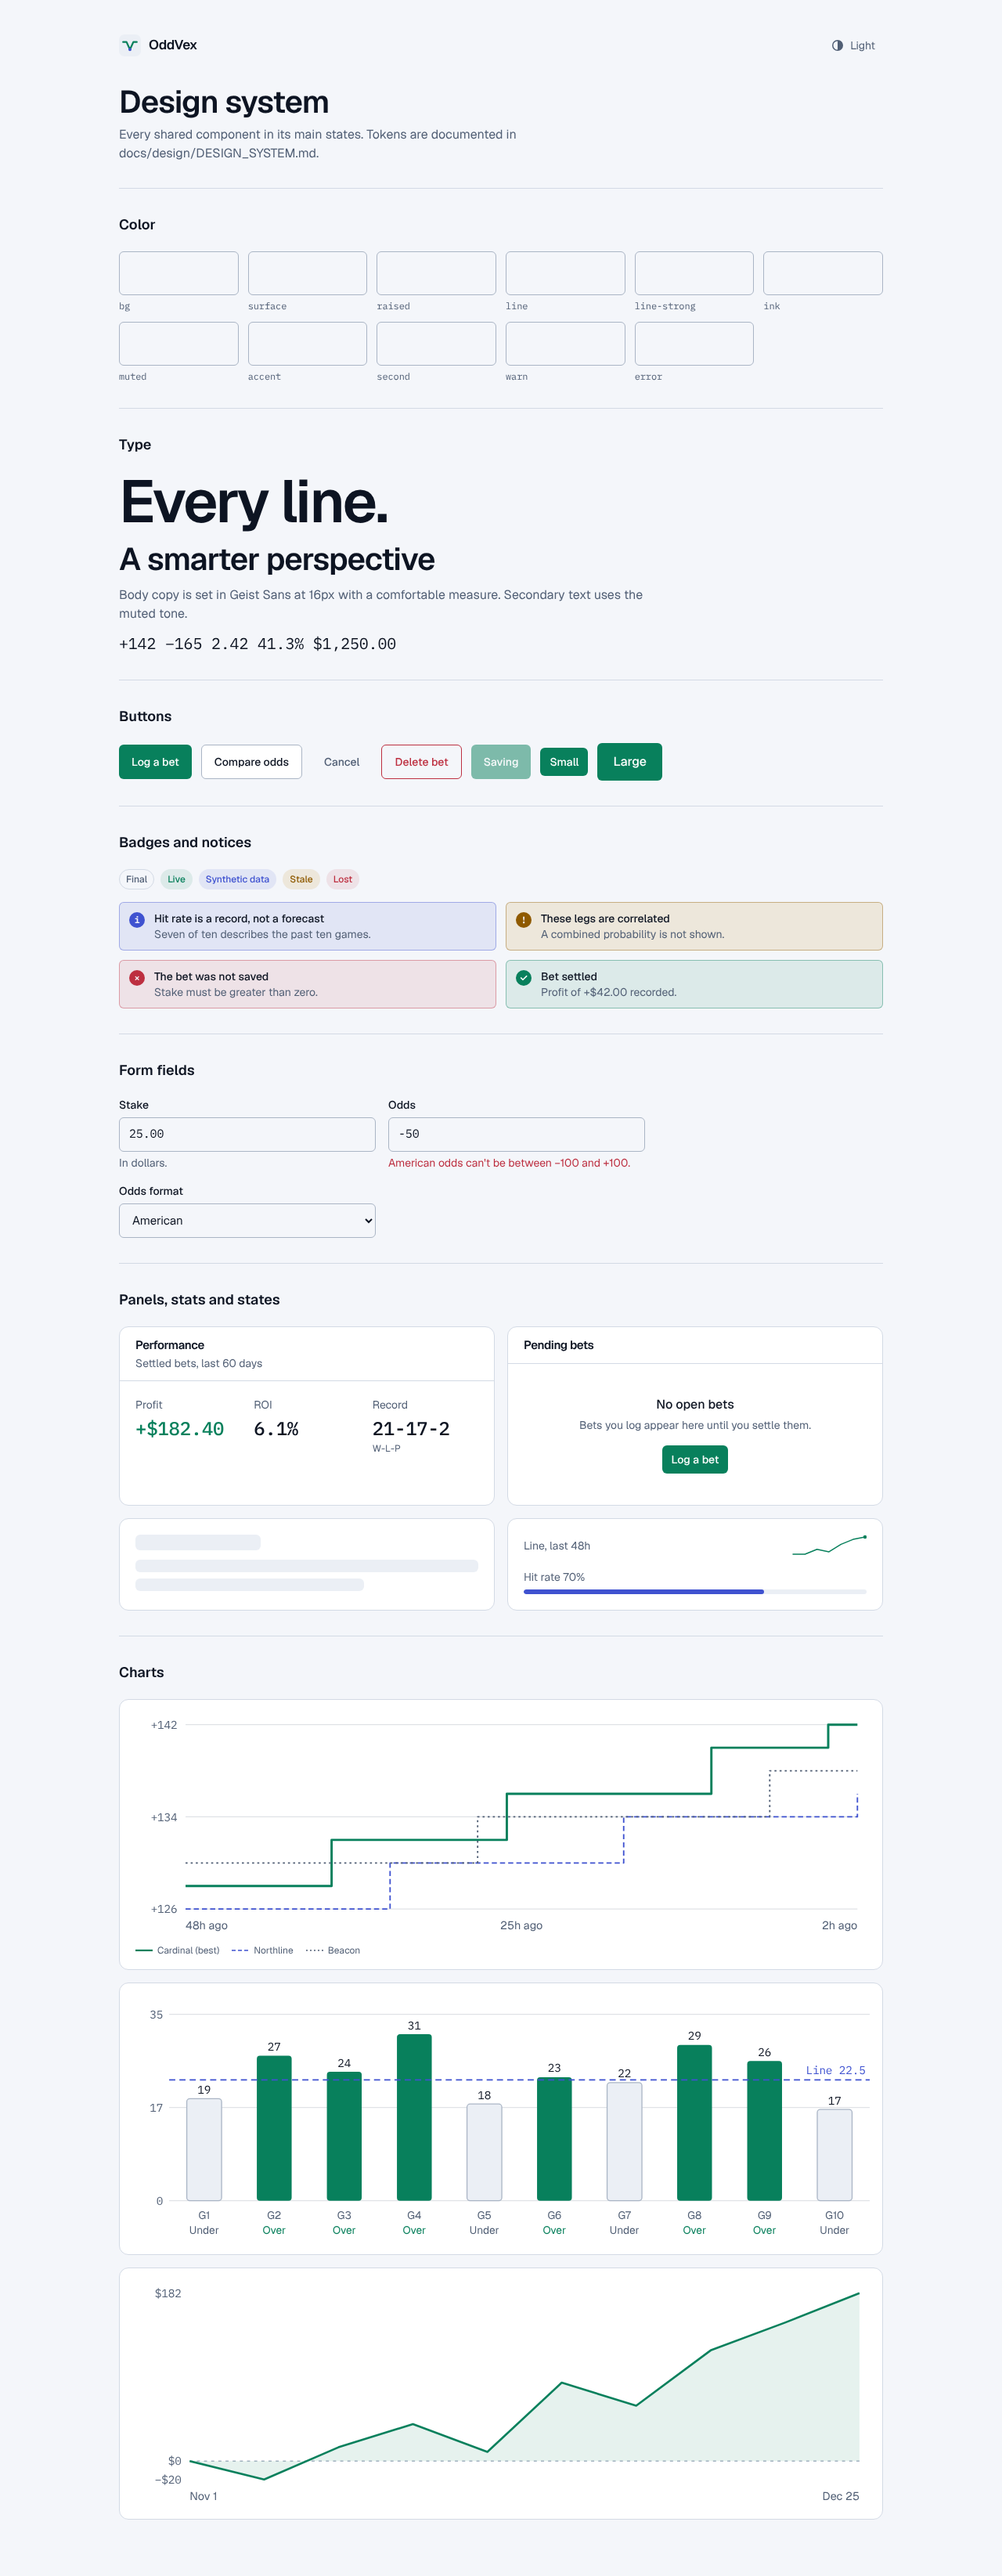 OddVex
Light
Design system
Every shared component in its main states. Tokens are documented in
docs/design/DESIGN_SYSTEM.md.
Color
bg
surface
raised
line
line-strong
ink
muted
accent
second
warn
error
Type
Every line.
A smarter perspective
Body copy is set in Geist Sans at 16px with a comfortable measure. Secondary text uses the
muted tone.
+142 −165 2.42 41.3% $1,250.00
Buttons
Log a bet
Compare odds
Cancel
Delete bet
Saving
Small
Large
Badges and notices
Final
Live
Synthetic data
Stale
Lost
Hit rate is a record, not a forecast
Seven of ten describes the past ten games.
These legs are correlated
A combined probability is not shown.
The bet was not saved
Stake must be greater than zero.
Bet settled
Profit of +$42.00 recorded.
Form fields
Stake
25.00
In dollars.
Odds
-50
American odds can't be between −100 and +100.
Odds format
American
Panels, stats and states
Performance
Settled bets, last 60 days
Profit
+$182.40
ROI
6.1%
Record
21-17-2
W-L-P
Pending bets
No open bets
Bets you log appear here until you settle them.
Log a bet
Line, last 48h
Hit rate 70%
Charts
+142
+134
+126
48h ago
25h ago
2h ago
Cardinal (best)
Northline
Beacon
35
17
0
19
27
24
31
18
23
22
29
26
17
Line 22.5
G1
G2
G3
G4
G5
G6
G7
G8
G9
G10
Under
Over
Over
Over
Under
Over
Under
Over
Over
Under
$182
$0
−$20
Nov 1
Dec 25